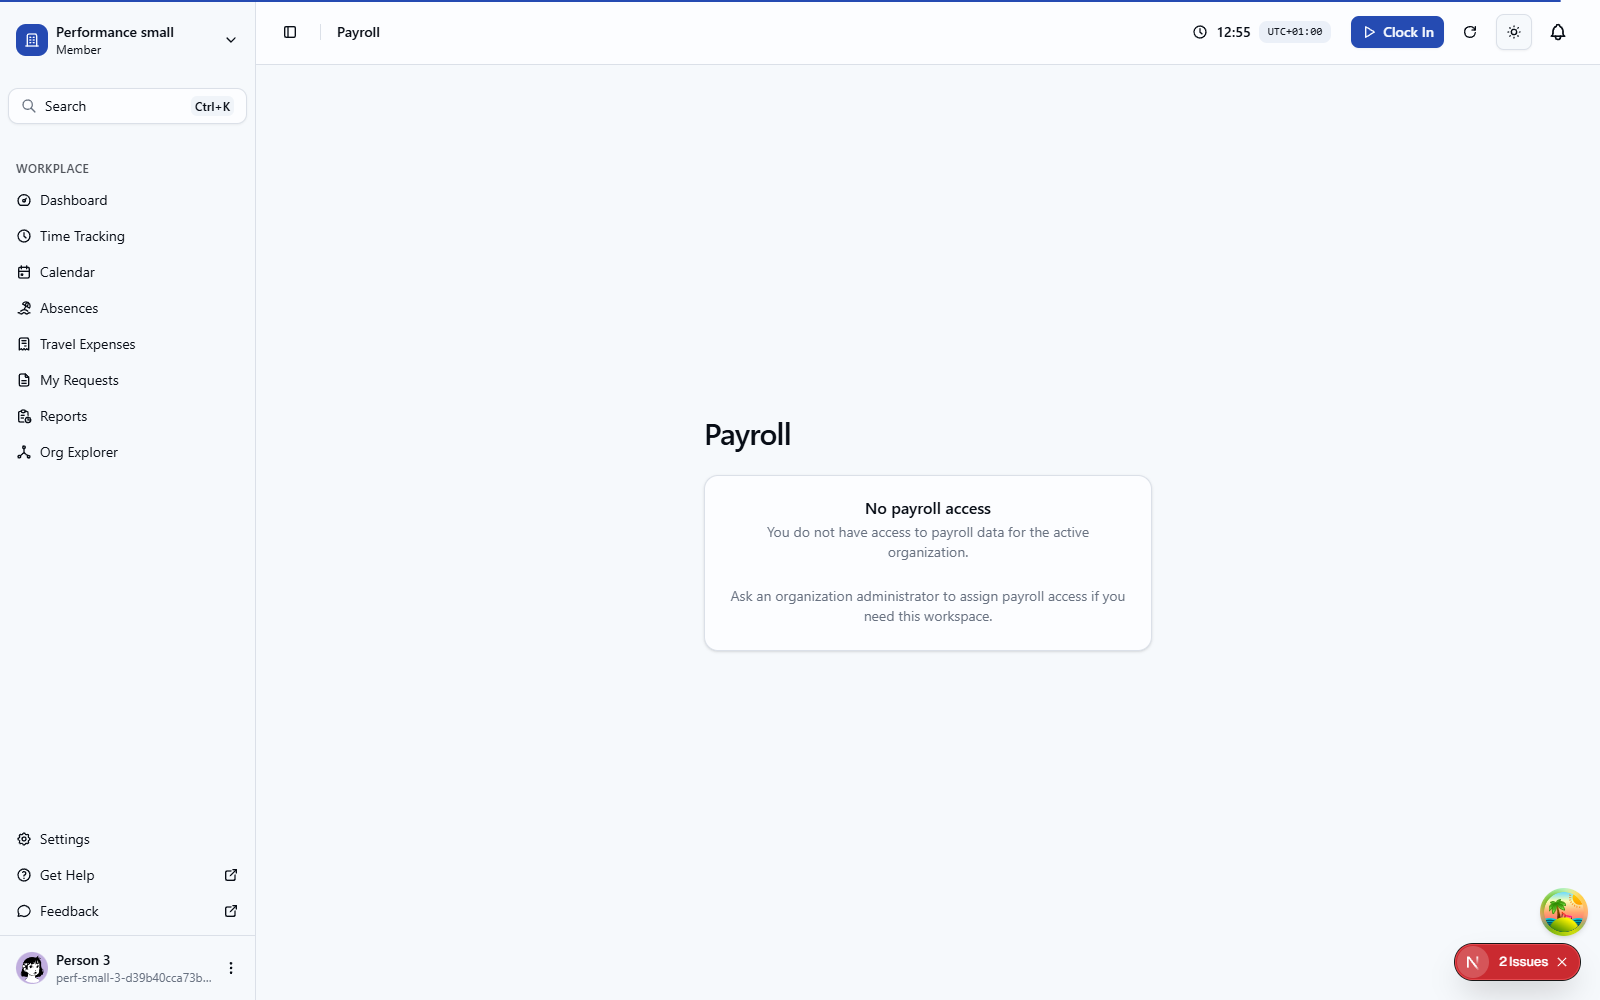 Performance small
Member
Search
Ctrl+K
WORKPLACE
Dashboard
Time Tracking
Calendar
Absences
Travel Expenses
My Requests
Reports
Org Explorer
Settings
Get Help
Feedback
Person 3
perf-small-3-d39b40cca73b...
Payroll
12:55
UTC+01:00
Clock In
Payroll
No payroll access
You do not have access to payroll data for the active
organization.
Ask an organization administrator to assign payroll access if you
need this workspace.
N
2 Issues